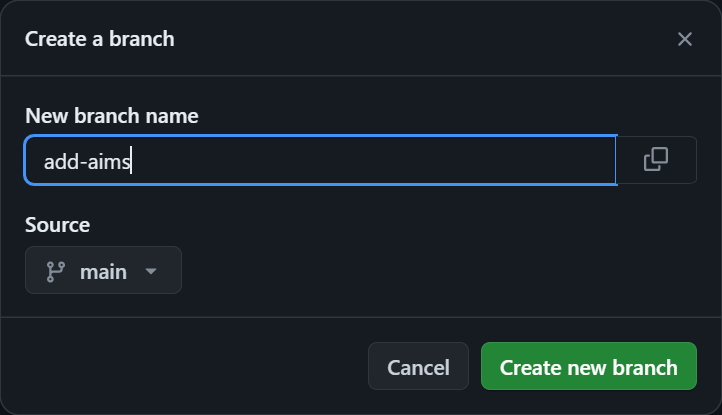 Create a branch
New branch name
add-aims
Source
main
Cancel
Create new branch